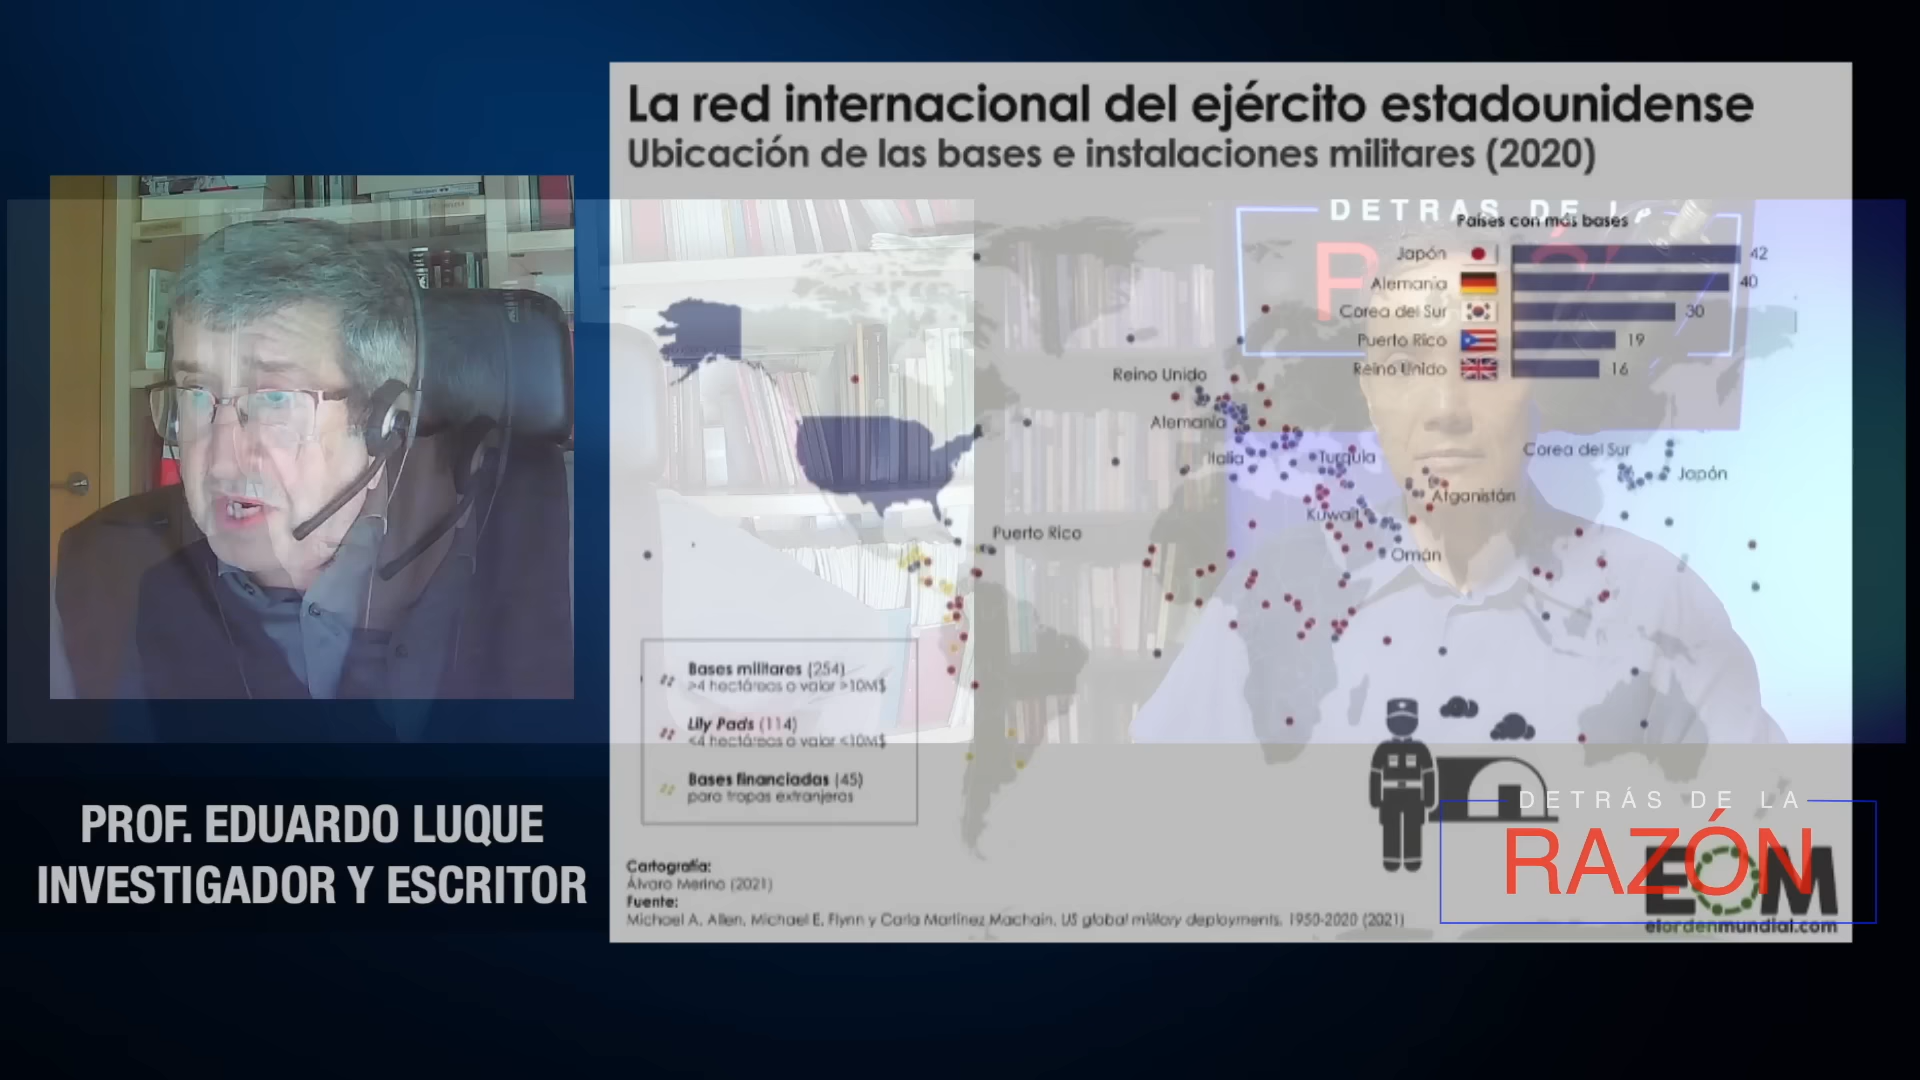 La red internacional del ejército estadounidense
Ubicación de las bases e instalaciones militares (2020)
DETRÁS DE LA
Países con más bases
Japón 42
Alemania 40
Corea del Sur 30
Puerto Rico 19
Reino Unido 16
Reino Unido
Alemania
Italia
Turquía
Corea del Sur
Japón
Afganistán
Kuwait
Omán
Puerto Rico
Bases militares (254)
>4 hectáreas o valor >10M$
Lily Pads (114)
<4 hectáreas o valor <10M$
Bases financiadas (45)
para tropas extranjeras
PROF. EDUARDO LUQUE
INVESTIGADOR Y ESCRITOR
Cartografía:
Álvaro Merino (2021)
Fuente:
Michael A. Allen, Michael E. Flynn y Carla Martínez Machain, US global military deployments, 1950-2020 (2021)
DETRÁS DE LA
RAZÓN
EOM
elordenmundial.com